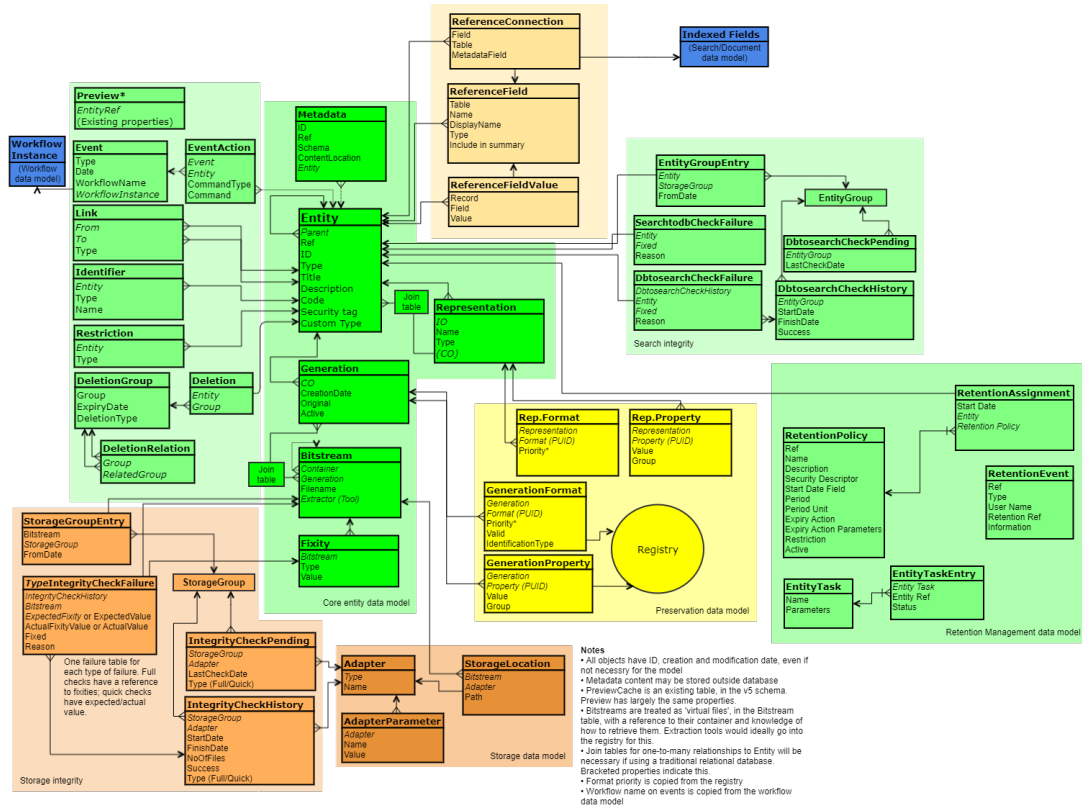 ReferenceConnection
Field
Table
MetadataField
Indexed Fields
(Search/Document
data model)
ReferenceField
Table
Name
DisplayName
Type
Include in summary
ReferenceFieldValue
Record
Field
Value
Preview*
EntityRef
(Existing properties)
Workflow
Instance
(Workflow
data model)
Event
Type
Date
WorkflowName
WorkflowInstance
EventAction
Event
Entity
CommandType
Command
Link
From
To
Type
Identifier
Entity
Type
Name
Restriction
Entity
Type
DeletionGroup
Group
ExpiryDate
DeletionType
Deletion
Entity
Group
DeletionRelation
Group
RelatedGroup
Metadata
ID
Ref
Schema
ContentLocation
Entity
Entity
Parent
Ref
ID
Type
Title
Description
Code
Security tag
Custom Type
Join
table
Representation
IO
Name
Type
(CO)
Generation
CO
CreationDate
Original
Active
Join
table
Bitstream
Container
Generation
Filename
Extractor (Tool)
Fixity
Bitstream
Type
Value
Core entity data model
EntityGroupEntry
Entity
StorageGroup
FromDate
EntityGroup
SearchtodbCheckFailure
Entity
Fixed
Reason
DbtosearchCheckPending
EntityGroup
LastCheckDate
DbtosearchCheckFailure
DbtosearchCheckHistory
Entity
Fixed
Reason
DbtosearchCheckHistory
EntityGroup
StartDate
FinishDate
Success
Search integrity
Rep.Format
Representation
Format (PUID)
Priority*
Rep.Property
Representation
Property (PUID)
Value
Group
GenerationFormat
Generation
Format (PUID)
Priority*
Valid
IdentificationType
GenerationProperty
Generation
Property (PUID)
Value
Group
Registry
Preservation data model
RetentionAssignment
Start Date
Entity
Retention Policy
RetentionPolicy
Ref
Name
Description
Security Descriptor
Start Date Field
Period
Period Unit
Expiry Action
Expiry Action Parameters
Restriction
Active
RetentionEvent
Ref
Type
User Name
Retention Ref
Information
EntityTask
Name
Parameters
EntityTaskEntry
Entity Task
Entity Ref
Status
Retention Management data model
StorageGroupEntry
Bitstream
StorageGroup
FromDate
TypeIntegrityCheckFailure
IntegrityCheckHistory
Bitstream
ExpectedFixity or ExpectedValue
ActualFixityValue or ActualValue
Fixed
Reason
StorageGroup
One failure table for
each type of failure. Full
checks have a reference
to fixities; quick checks
have expected/actual
value.
IntegrityCheckPending
StorageGroup
Adapter
LastCheckDate
Type (Full/Quick)
IntegrityCheckHistory
StorageGroup
Adapter
StartDate
FinishDate
NoOfFiles
Success
Type (Full/Quick)
Storage integrity
Adapter
Type
Name
StorageLocation
Bitstream
Adapter
Path
AdapterParameter
Adapter
Name
Value
Storage data model
Notes
• All objects have ID, creation and modification date, even if
not necessry for the model
• Metadata content may be stored outside database
• PreviewCache is an existing table, in the v5 schema.
Preview has largely the same properties.
• Bitstreams are treated as 'virtual files', in the Bitstream
table, with a reference to their container and knowledge of
how to retrieve them. Extraction tools would ideally go into
the registry for this.
• Join tables for one-to-many relationships to Entity will be
necessary if using a traditional relational database.
Bracketed properties indicate this.
• Format priority is copied from the registry
• Workflow name on events is copied from the workflow
data model